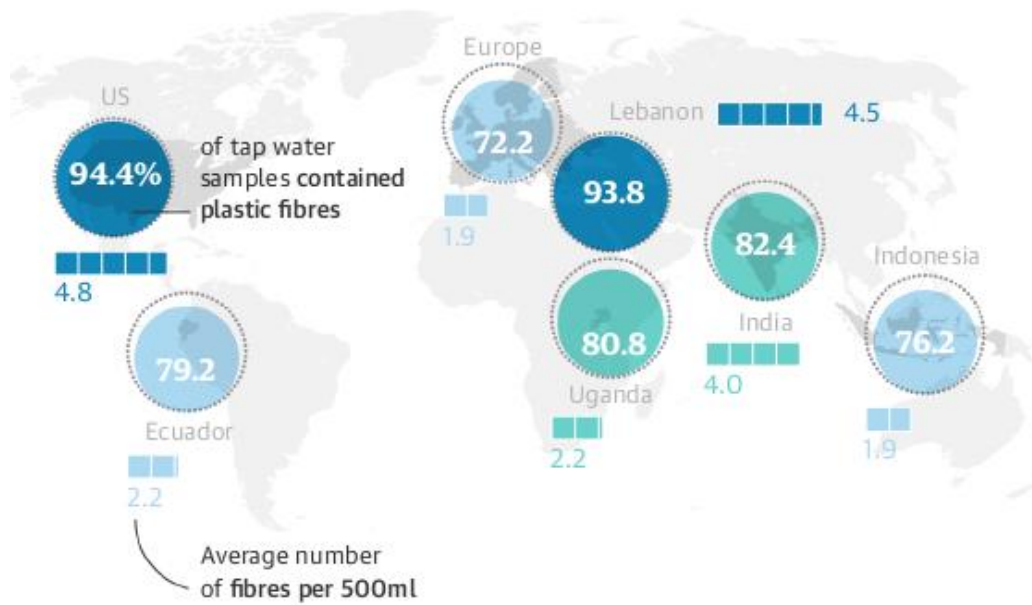 US
94.4%
of tap water
samples contained
plastic fibres
4.8
Europe
72.2
1.9
Lebanon
4.5
93.8
82.4
India
4.0
Indonesia
76.2
1.9
80.8
Uganda
2.2
79.2
Ecuador
2.2
Average number
of fibres per 500ml